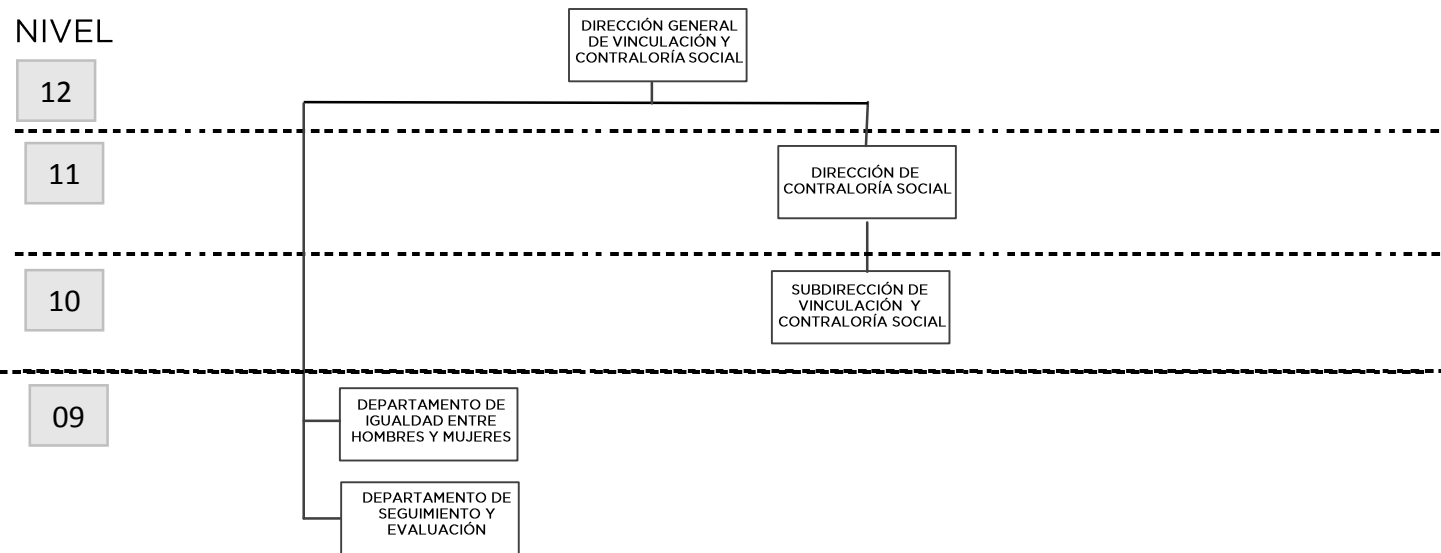 NIVEL
DIRECCIÓN GENERAL
DE VINCULACIÓN Y
CONTRALORÍA SOCIAL
12
11
DIRECCIÓN DE
CONTRALORÍA SOCIAL
10
SUBDIRECCIÓN DE
VINCULACIÓN Y
CONTRALORÍA SOCIAL
09
DEPARTAMENTO DE
IGUALDAD ENTRE
HOMBRES Y MUJERES
DEPARTAMENTO DE
SEGUIMIENTO Y
EVALUACIÓN